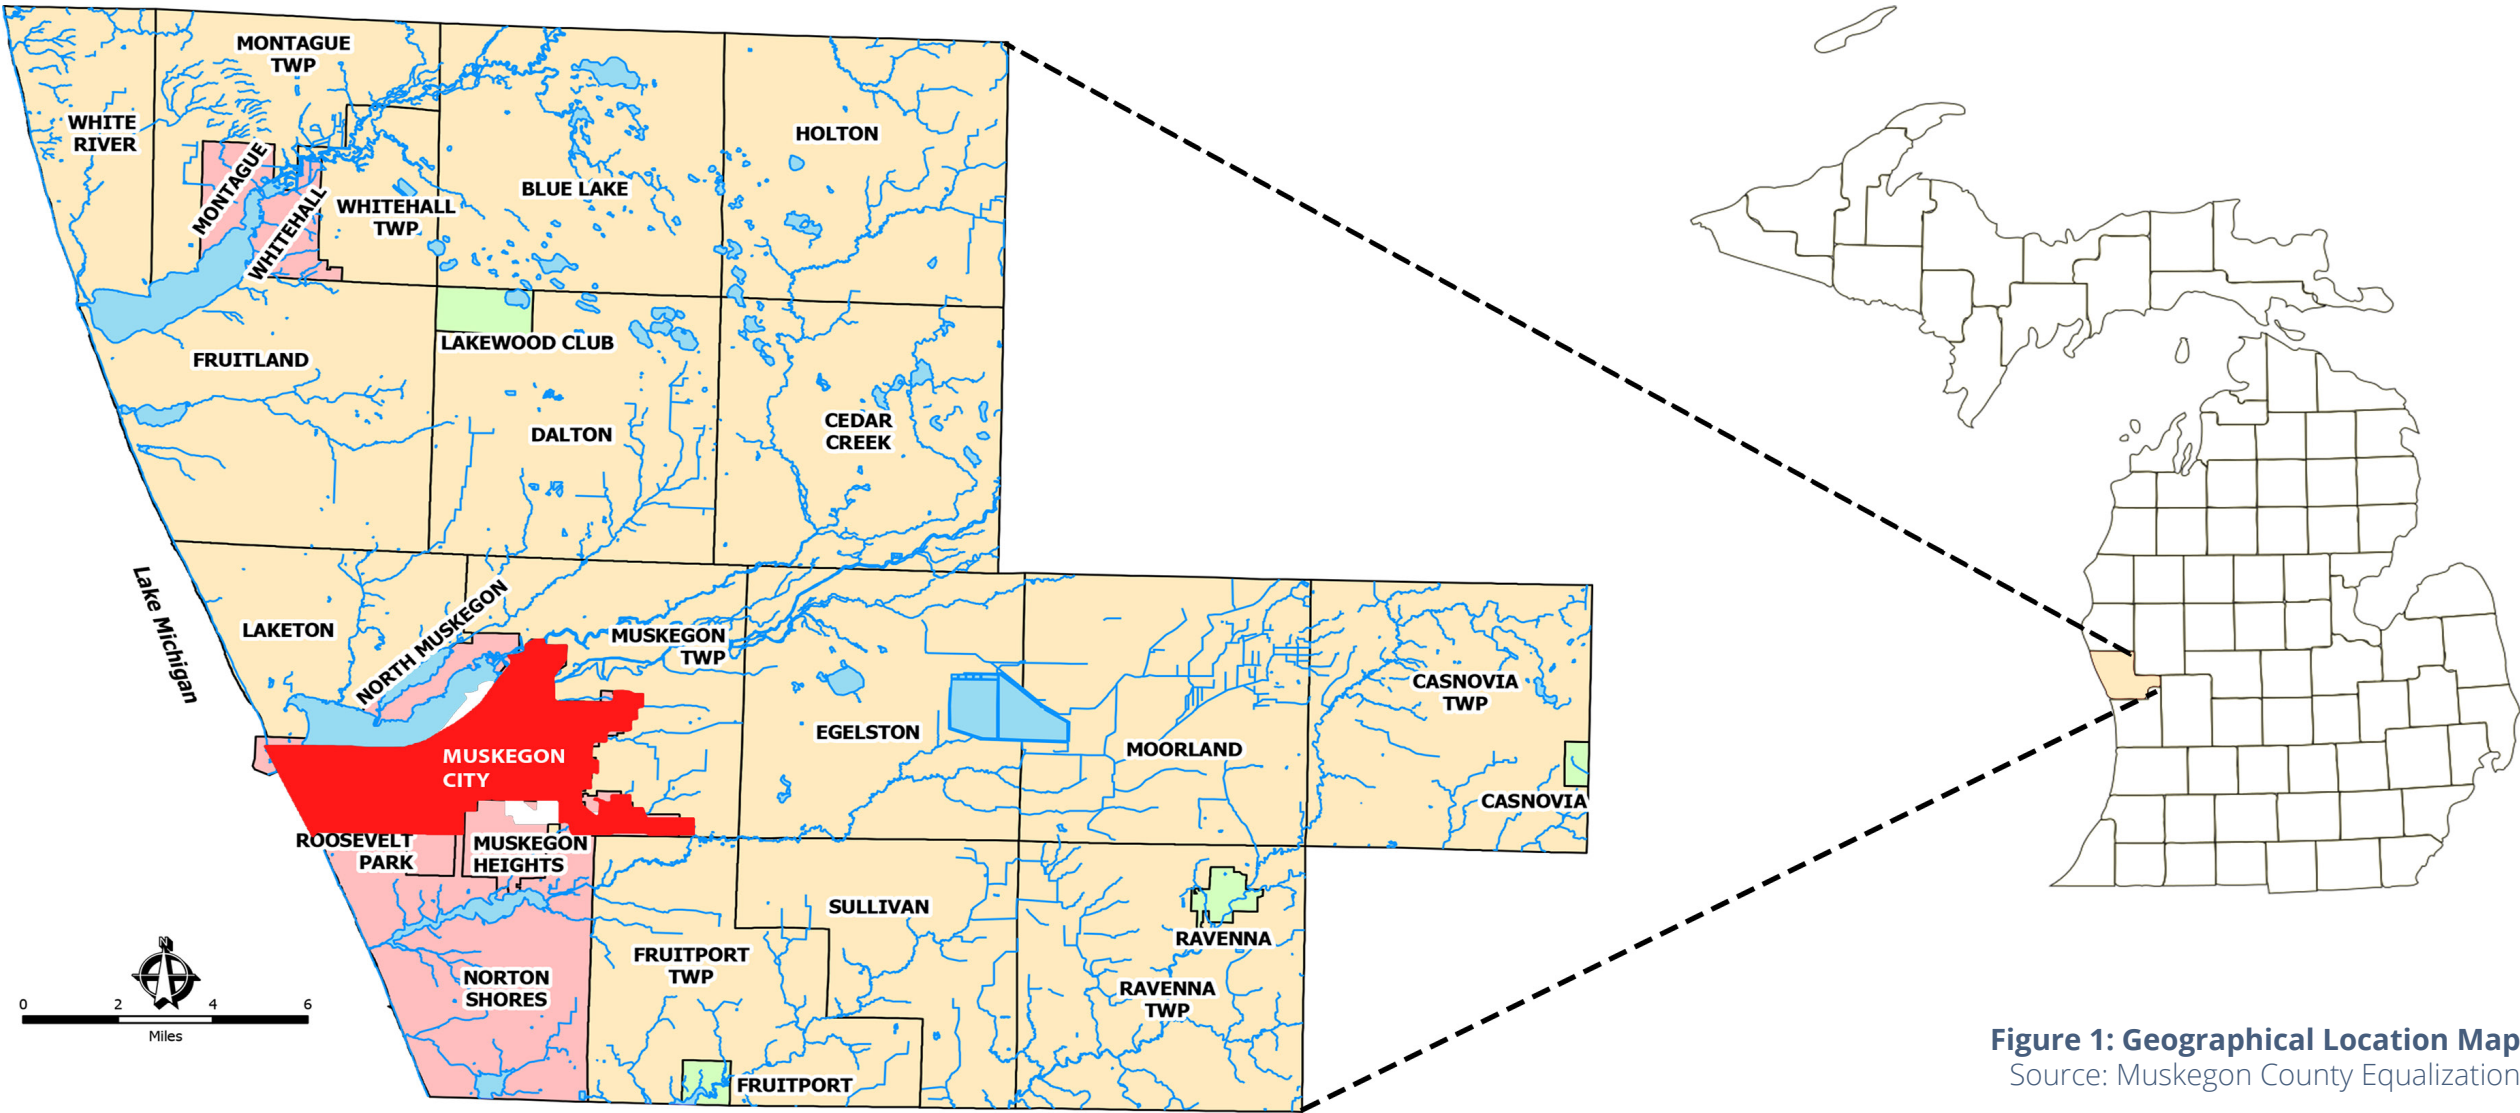 MONTAGUE
TWP
WHITE
RIVER
MONTAGUE
WHITEHALL
WHITEHALL
TWP
BLUE LAKE
HOLTON
FRUITLAND
LAKEWOOD CLUB
DALTON
CEDAR
CREEK
Lake Michigan
LAKETON
NORTH MUSKEGON
MUSKEGON
TWP
EGELSTON
MOORLAND
CASNOVIA
TWP
CASNOVIA
MUSKEGON
CITY
ROOSEVELT
PARK
MUSKEGON
HEIGHTS
SULLIVAN
RAVENNA
RAVENNA
TWP
FRUITPORT
TWP
NORTON
SHORES
FRUITPORT
N
0 2 4 6
Miles
Figure 1: Geographical Location Map
Source: Muskegon County Equalization